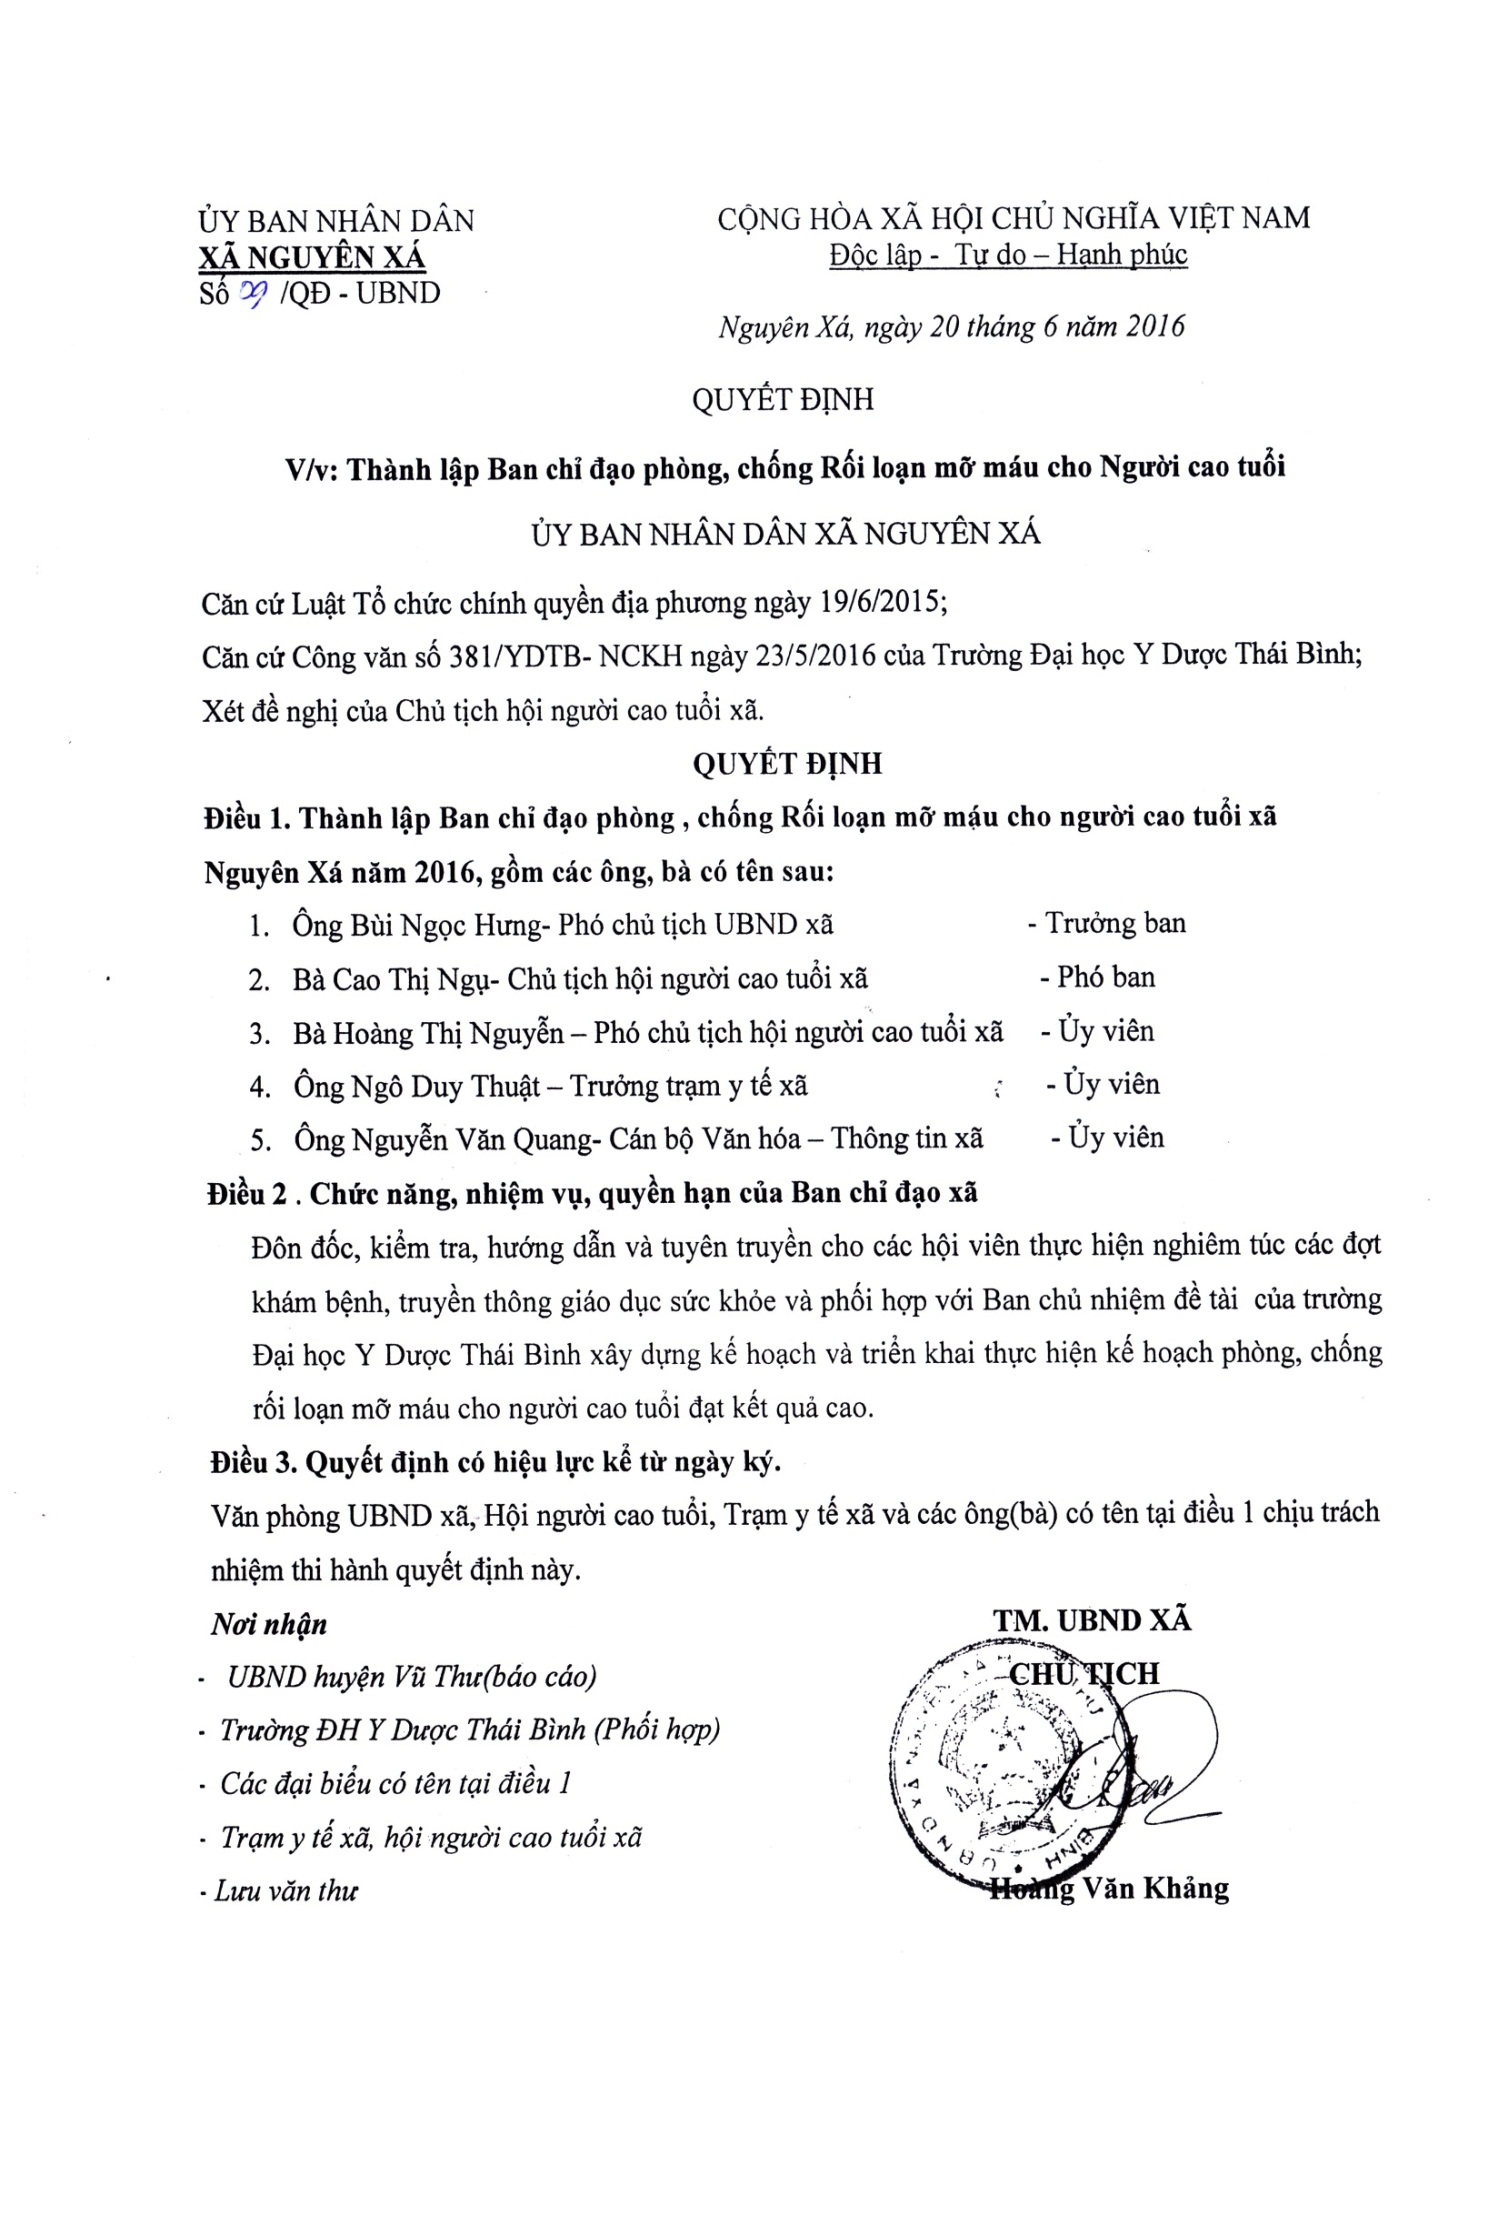 ỦY BAN NHÂN DÂN
XÃ NGUYÊN XÁ
Số /QĐ - UBND
CỘNG HÒA XÃ HỘI CHỦ NGHĨA VIỆT NAM
Độc lập - Tự do – Hạnh phúc
Nguyên Xá, ngày 20 tháng 6 năm 2016
QUYẾT ĐỊNH
V/v: Thành lập Ban chỉ đạo phòng, chống Rối loạn mỡ máu cho Người cao tuổi
ỦY BAN NHÂN DÂN XÃ NGUYÊN XÁ
Căn cứ Luật Tổ chức chính quyền địa phương ngày 19/6/2015;
Căn cứ Công văn số 381/YDTB- NCKH ngày 23/5/2016 của Trường Đại học Y Dược Thái Bình;
Xét đề nghị của Chủ tịch hội người cao tuổi xã.
QUYẾT ĐỊNH
Điều 1. Thành lập Ban chỉ đạo phòng , chống Rối loạn mỡ máu cho người cao tuổi xã
Nguyên Xá năm 2016, gồm các ông, bà có tên sau:
1. Ông Bùi Ngọc Hưng- Phó chủ tịch UBND xã - Trưởng ban
2. Bà Cao Thị Ngụ- Chủ tịch hội người cao tuổi xã - Phó ban
3. Bà Hoàng Thị Nguyễn – Phó chủ tịch hội người cao tuổi xã - Ủy viên
4. Ông Ngô Duy Thuật – Trưởng trạm y tế xã - Ủy viên
5. Ông Nguyễn Văn Quang- Cán bộ Văn hóa – Thông tin xã - Ủy viên
Điều 2 . Chức năng, nhiệm vụ, quyền hạn của Ban chỉ đạo xã
Đôn đốc, kiểm tra, hướng dẫn và tuyên truyền cho các hội viên thực hiện nghiêm túc các đợt
khám bệnh, truyền thông giáo dục sức khỏe và phối hợp với Ban chủ nhiệm đề tài của trường
Đại học Y Dược Thái Bình xây dựng kế hoạch và triển khai thực hiện kế hoạch phòng, chống
rối loạn mỡ máu cho người cao tuổi đạt kết quả cao.
Điều 3. Quyết định có hiệu lực kể từ ngày ký.
Văn phòng UBND xã, Hội người cao tuổi, Trạm y tế xã và các ông(bà) có tên tại điều 1 chịu trách
nhiệm thi hành quyết định này.
Nơi nhận
- UBND huyện Vũ Thư(báo cáo)
- Trường ĐH Y Dược Thái Bình (Phối hợp)
- Các đại biểu có tên tại điều 1
- Trạm y tế xã, hội người cao tuổi xã
- Lưu văn thư
TM. UBND XÃ
CHỦ TỊCH
Hoàng Văn Khảng